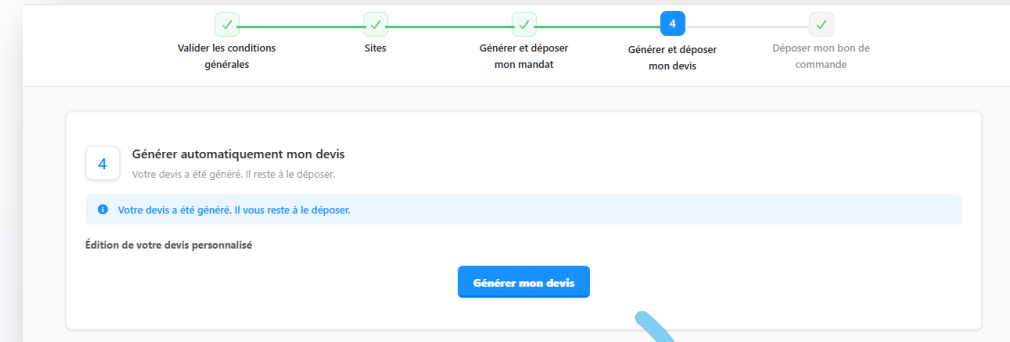 4
Valider les conditions
générales
Sites
Générer et déposer
mon mandat
Générer et déposer
mon devis
Déposer mon bon de
commande
4
Générer automatiquement mon devis
Votre devis a été généré. Il reste à le déposer.
Votre devis a été généré. Il vous reste à le déposer.
Édition de votre devis personnalisé
Générer mon devis